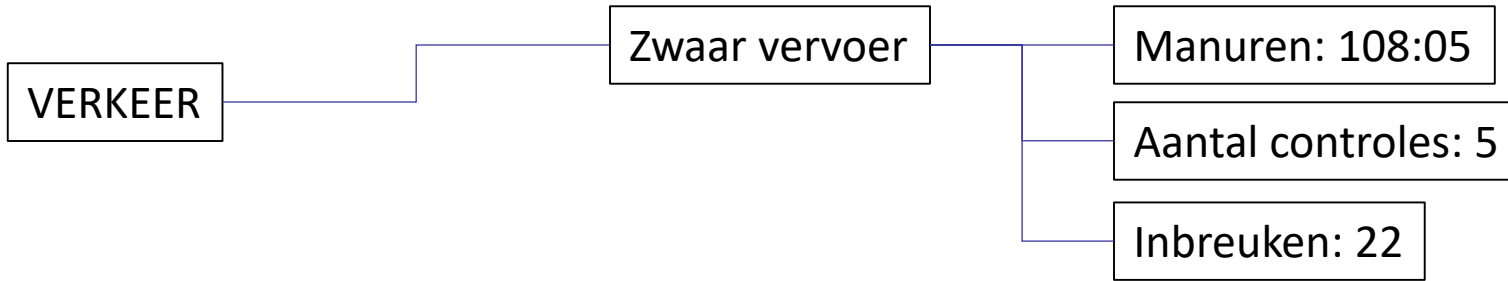 VERKEER
Zwaar vervoer
Manuren: 108:05
Aantal controles: 5
Inbreuken: 22